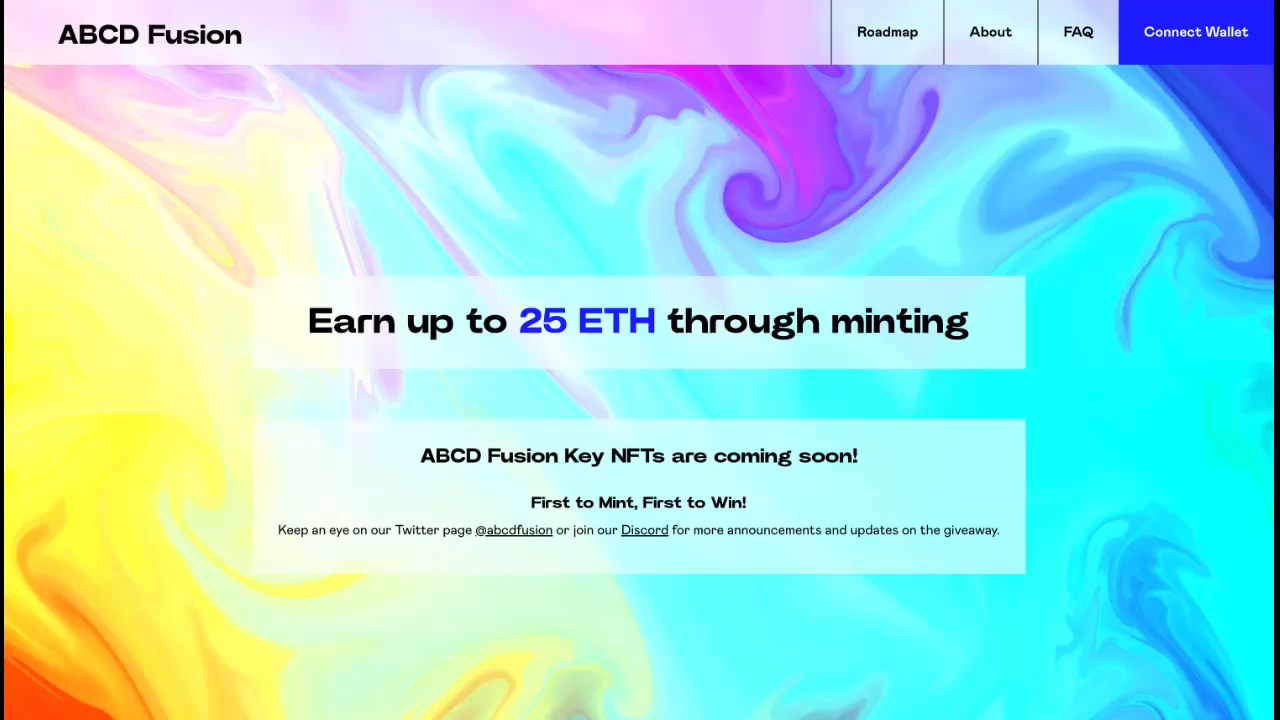 ABCD Fusion
Roadmap
About
FAQ
Connect Wallet
Earn up to 25 ETH through minting
ABCD Fusion Key NFTs are coming soon!
First to Mint, First to Win!
Keep an eye on our Twitter page @abcdfusion or join our Discord for more announcements and updates on the giveaway.